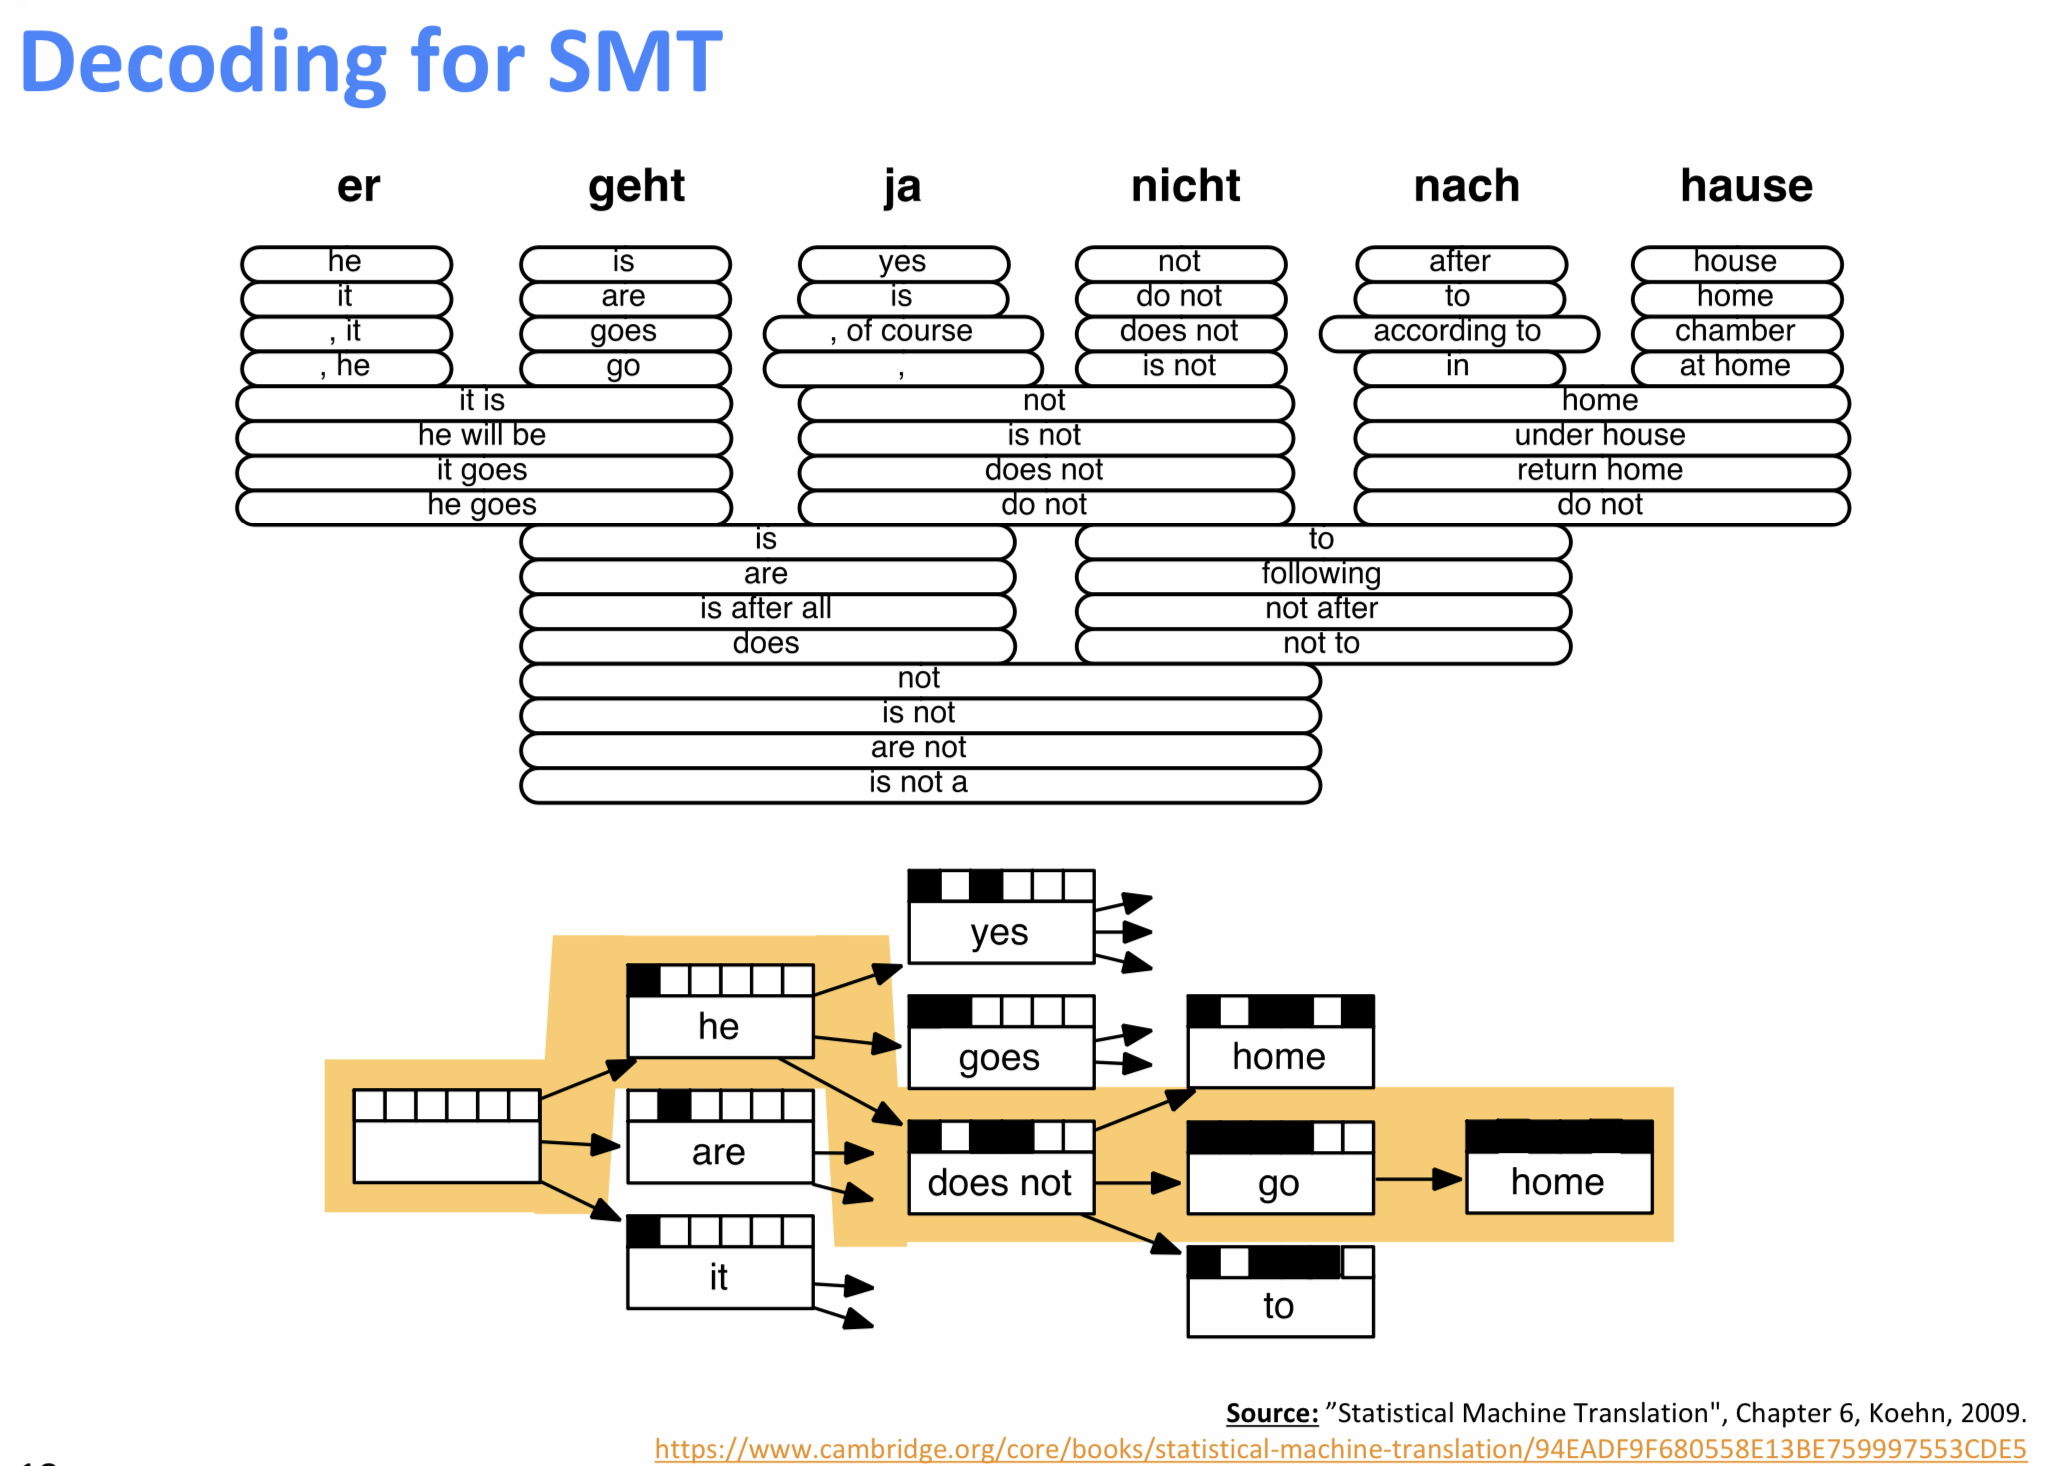 Decoding for SMT
er geht ja nicht nach hause
he is yes not after house
it are is do not to home
, it goes , of course does not according to chamber
, he go , is not in at home
it is not home
he will be is not under house
it goes does not return home
he goes do not do not
is to
are following
is after all not after
does not to
not
is not
are not
is not a
yes
he
goes home
are does not go home
it to
Source: ”Statistical Machine Translation", Chapter 6, Koehn, 2009.
https://www.cambridge.org/core/books/statistical-machine-translation/94EADF9F680558E13BE759997553CDE5